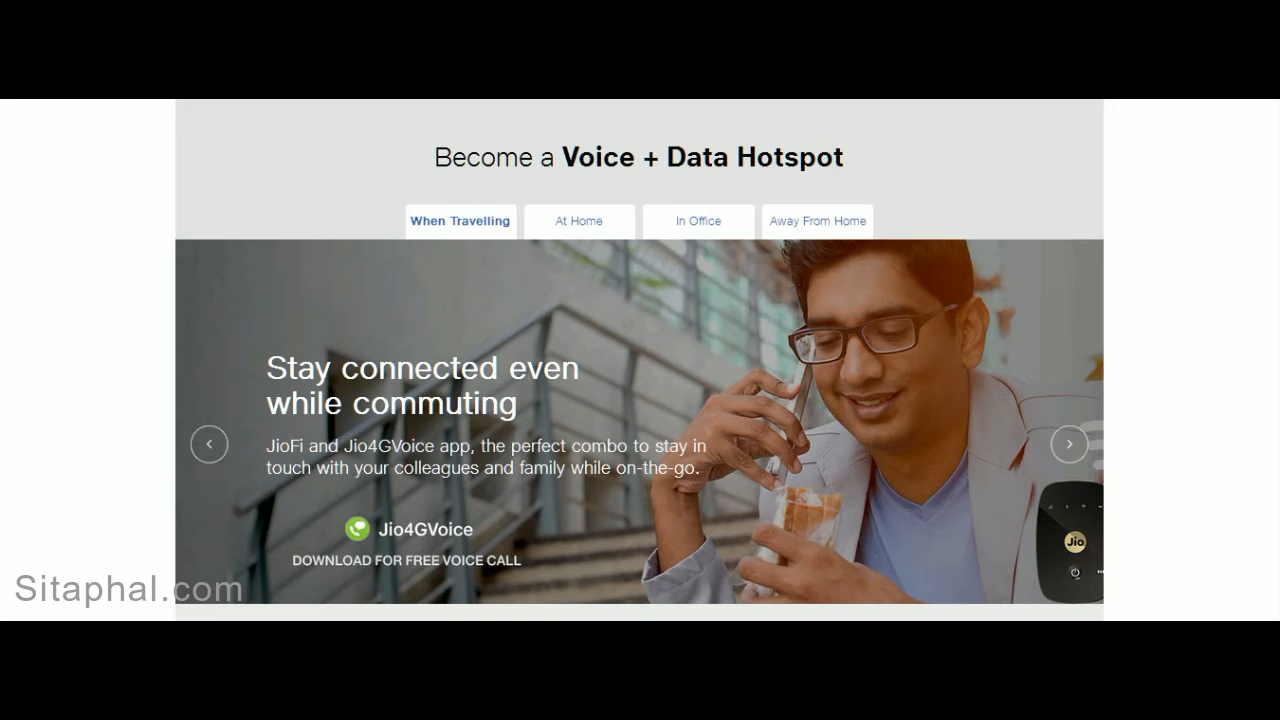 Become a Voice + Data Hotspot
When Travelling
At Home
In Office
Away From Home
Stay connected even
while commuting
JioFi and Jio4GVoice app, the perfect combo to stay in
touch with your colleagues and family while on-the-go.
Jio4GVoice
DOWNLOAD FOR FREE VOICE CALL
Jio
Sitaphal.com